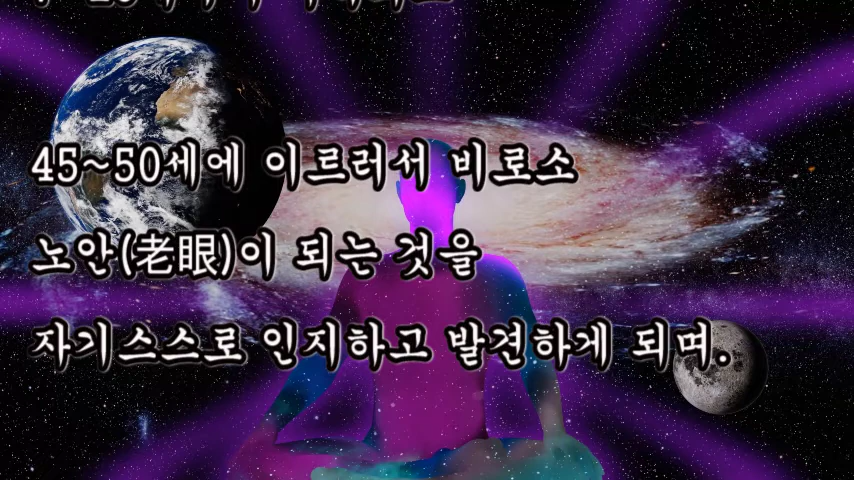 45~50세에 이르러서 비로소
노안(老眼)이 되는 것을
자기스스로 인지하고 발견하게 되며.